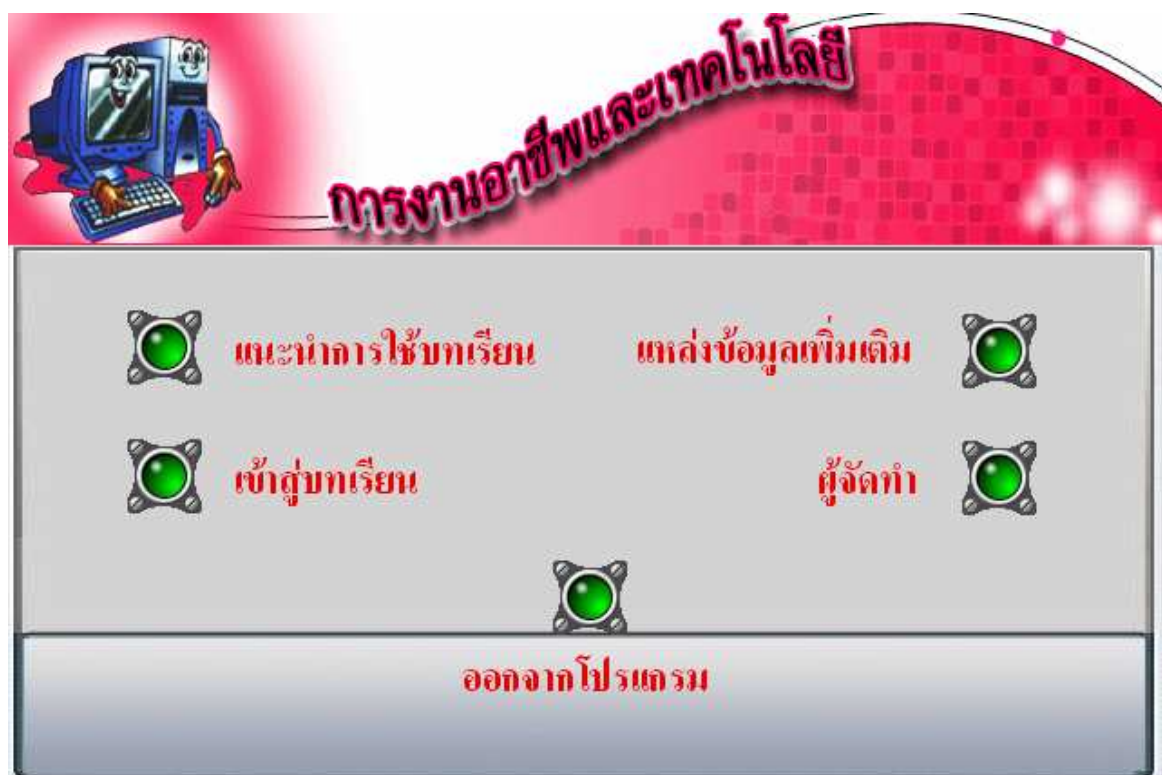 การงานอาชีพและเทคโนโลยี
แนะนำการใช้บทเรียน
แหล่งข้อมูลเพิ่มเติม
เข้าสู่บทเรียน
ผู้จัดทำ
ออกจากโปรแกรม